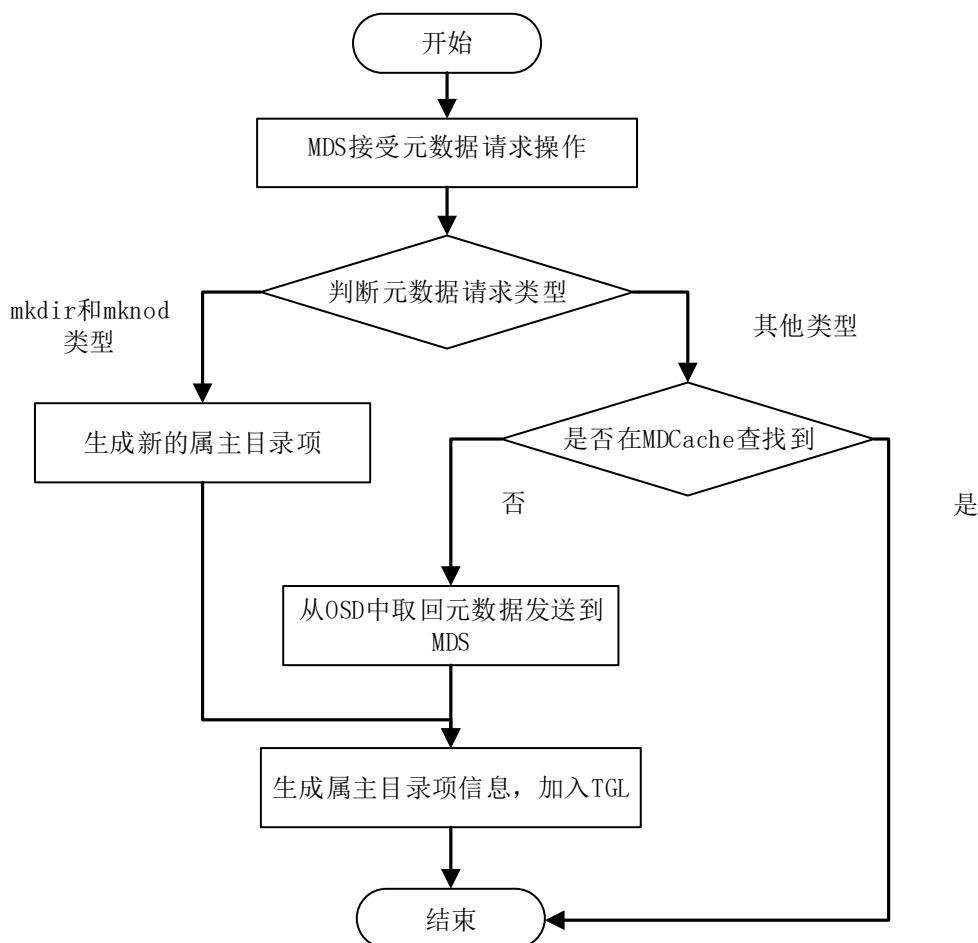 开始
MDS接受元数据请求操作
判断元数据请求类型
mkdir和mknod
类型
其他类型
生成新的属主目录项
是否在MDCache查找到
否
是
从OSD中取回元数据发送到
MDS
生成属主目录项信息，加入TGL
结束